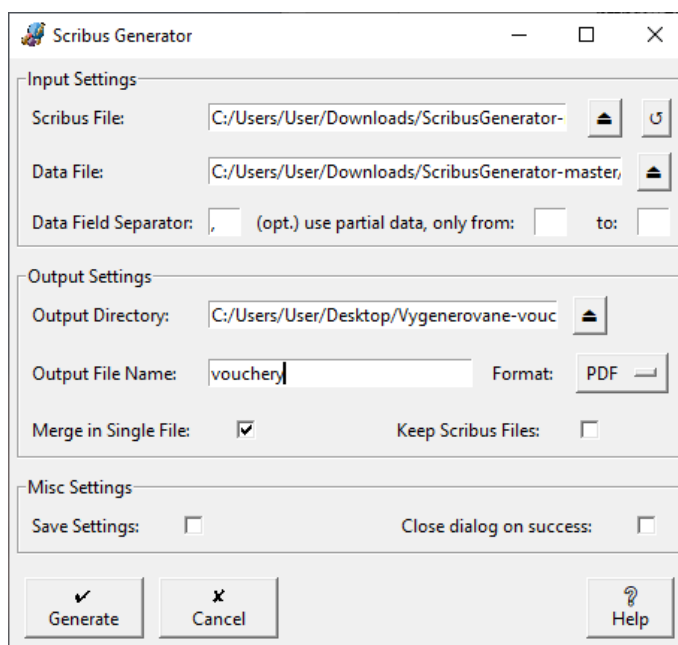 Scribus Generator
Input Settings
Scribus File: C:/Users/User/Downloads/ScribusGenerator-
Data File: C:/Users/User/Downloads/ScribusGenerator-master/
Data Field Separator: , (opt.) use partial data, only from: to:
Output Settings
Output Directory: C:/Users/User/Desktop/Vygenerovane-vouc
Output File Name: vouchery Format: PDF
Merge in Single File: Keep Scribus Files:
Misc Settings
Save Settings: Close dialog on success:
Generate Cancel Help